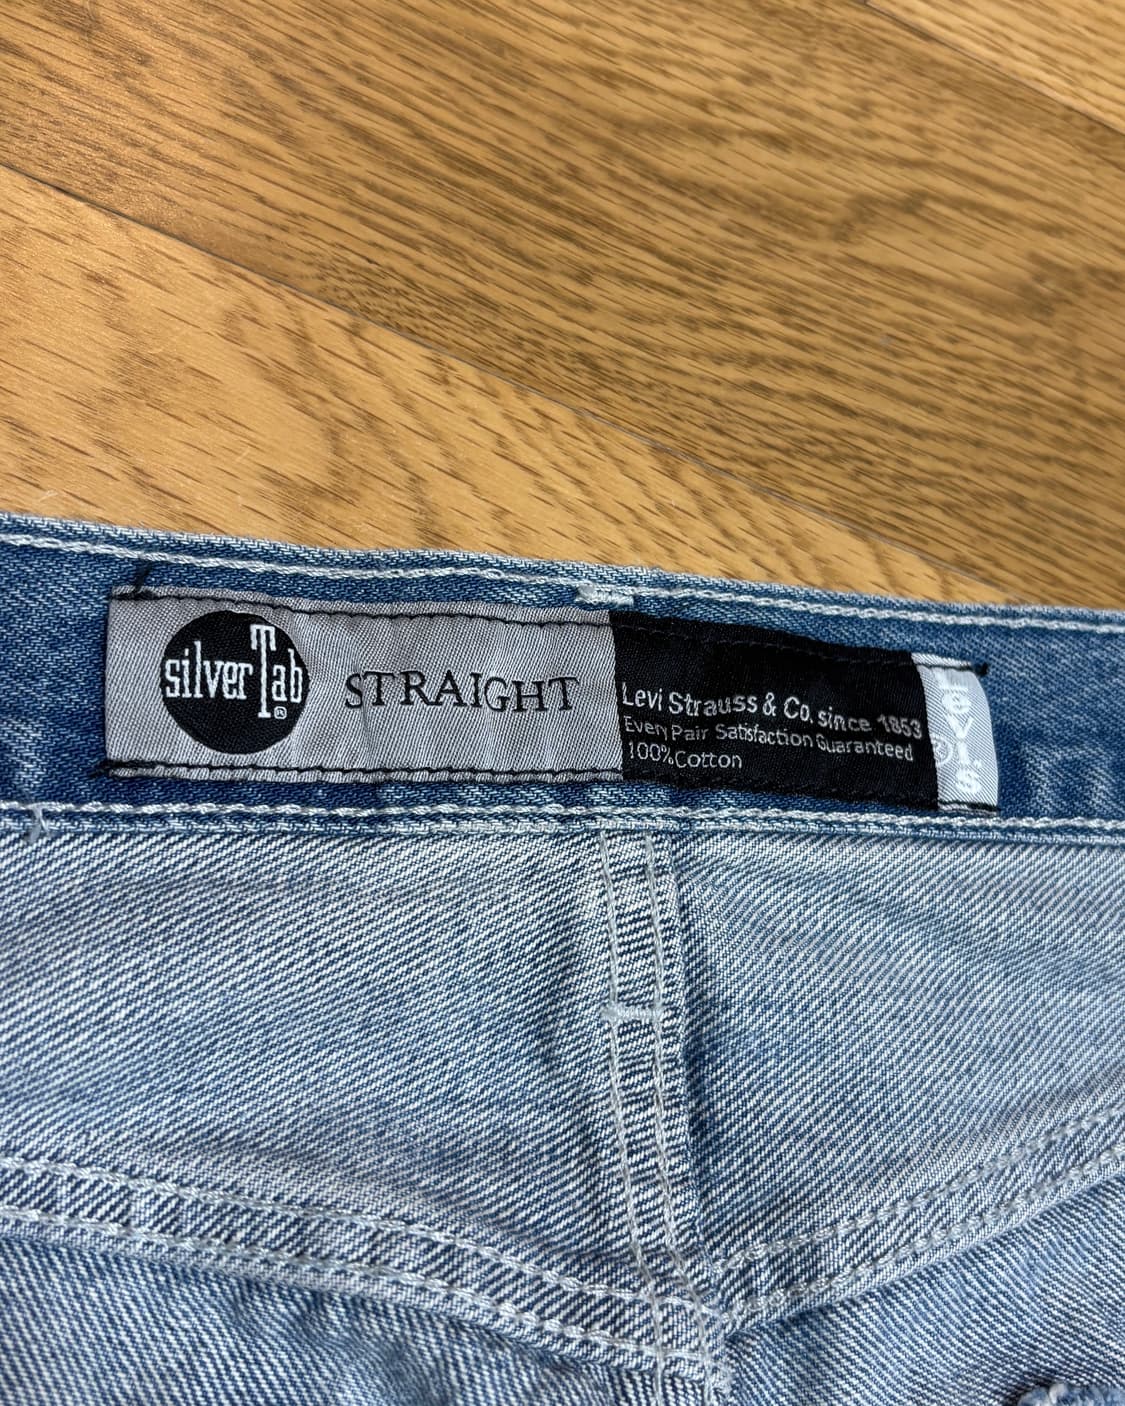 silverTab®
STRAIGHT
Levi Strauss & Co. since 1853
Every Pair Satisfaction Guaranteed
100%Cotton
Levi's
®